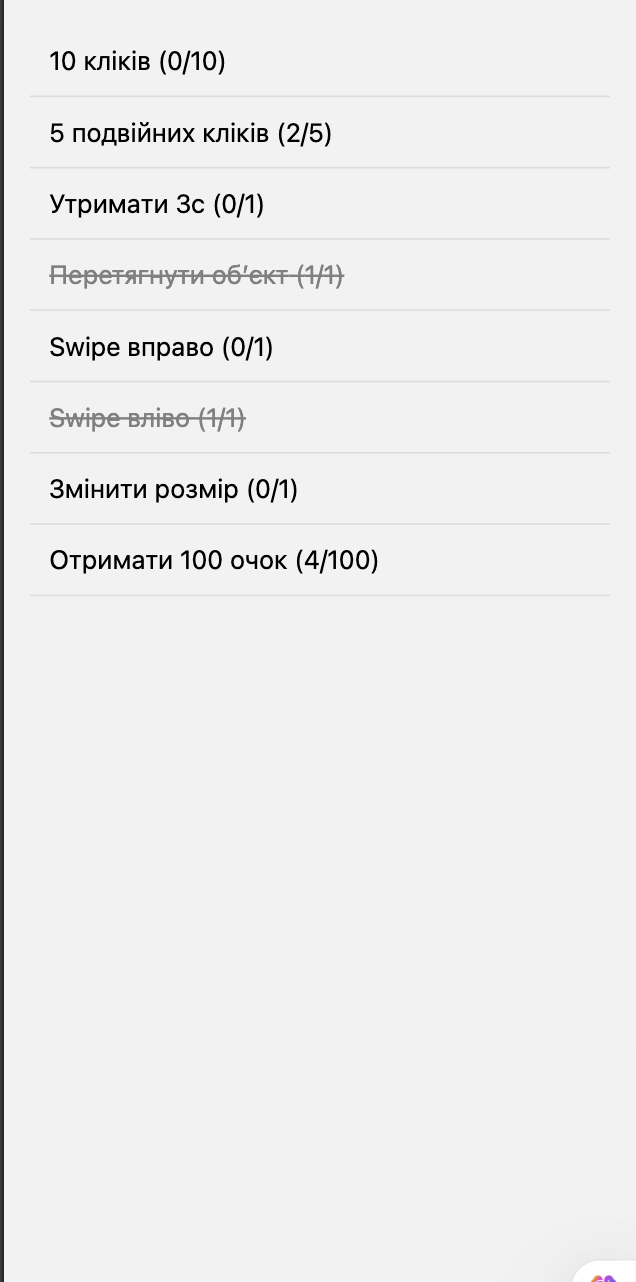 10 кліків (0/10)
5 подвійних кліків (2/5)
Утримати 3с (0/1)
Перетягнути обʼєкт (1/1)
Swipe вправо (0/1)
Swipe вліво (1/1)
Змінити розмір (0/1)
Отримати 100 очок (4/100)